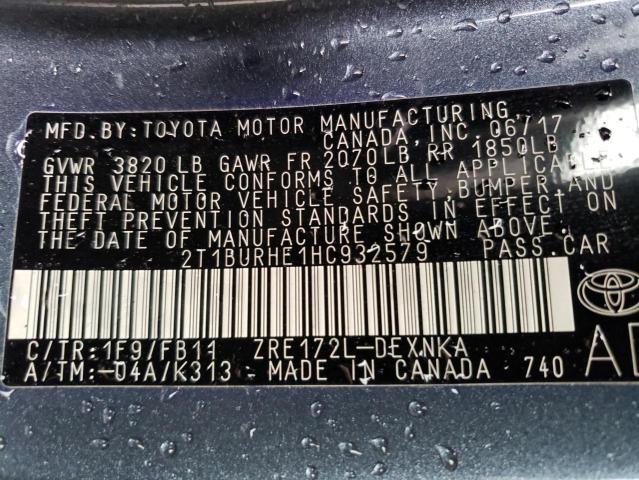 MFD.BY:TOYOTA MOTOR MANUFACTURING,
CANADA, INC. 06/17
GVWR 3820 LB GAWR FR 2070LB RR 1850LB
THIS VEHICLE CONFORMS TO ALL APPLICABLE
FEDERAL MOTOR VEHICLE SAFETY, BUMPER AND
THEFT PREVENTION STANDARDS IN EFFECT ON
THE DATE OF MANUFACTURE SHOWN ABOVE.
2T1BURHE1HC932579 PASS.CAR
C/TR:1F9/FB11 ZRE172L-DEXNKA
A/TM:-04A/K313 MADE IN CANADA 740